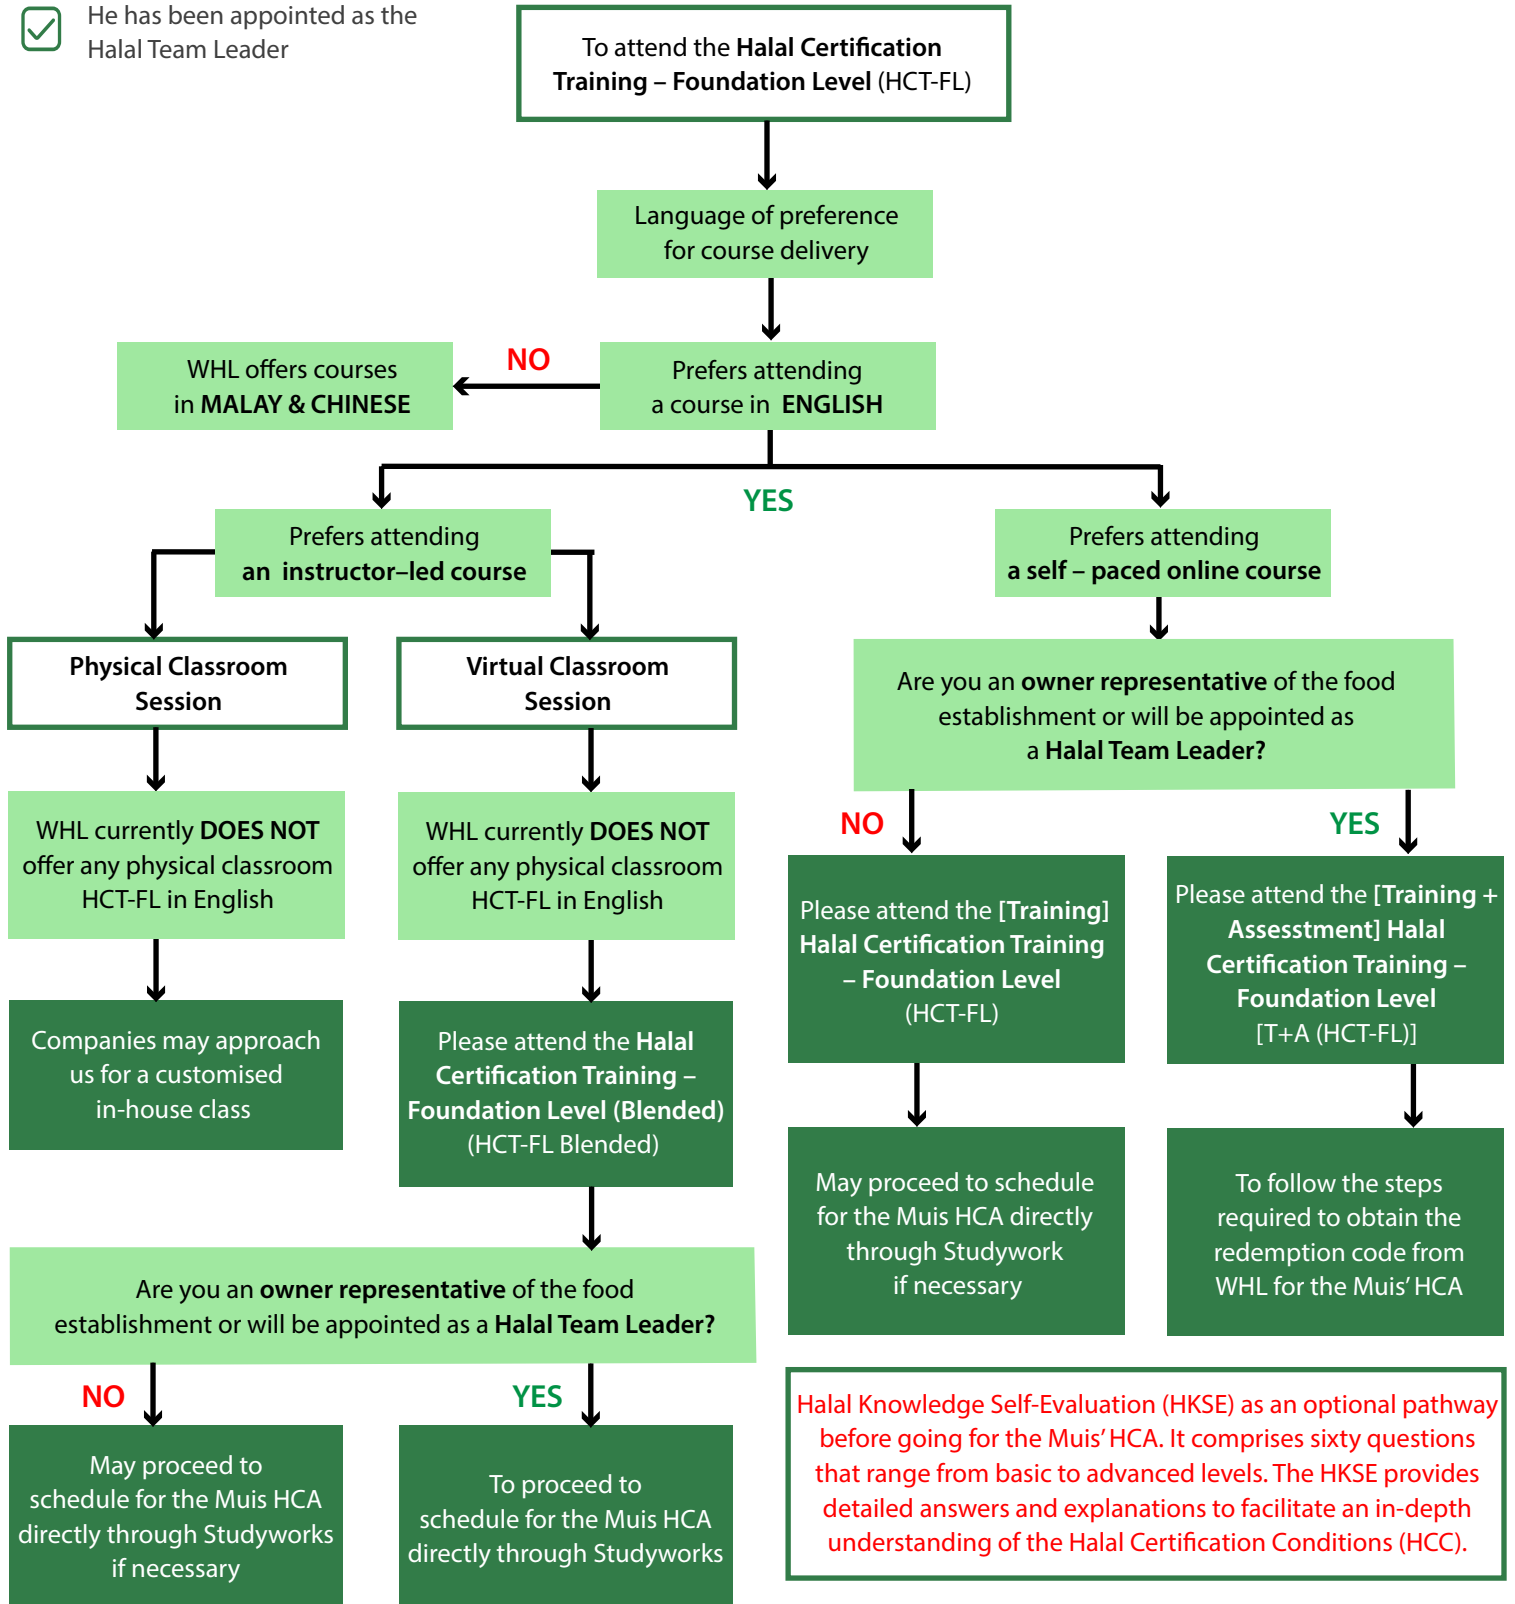 He has been appointed as the
Halal Team Leader
To attend the Halal Certification
Training – Foundation Level (HCT-FL)
Language of preference
for course delivery
WHL offers courses
in MALAY & CHINESE
NO
Prefers attending
a course in ENGLISH
YES
Prefers attending
an instructor–led course
Prefers attending
a self – paced online course
Physical Classroom
Session
Virtual Classroom
Session
Are you an owner representative of the food
establishment or will be appointed as
a Halal Team Leader?
WHL currently DOES NOT
offer any physical classroom
HCT-FL in English
WHL currently DOES NOT
offer any physical classroom
HCT-FL in English
NO
YES
Please attend the [Training]
Halal Certification Training
– Foundation Level
(HCT-FL)
Please attend the [Training +
Assesstment] Halal
Certification Training –
Foundation Level
[T+A (HCT-FL)]
Companies may approach
us for a customised
in-house class
Please attend the Halal
Certification Training –
Foundation Level (Blended)
(HCT-FL Blended)
May proceed to schedule
for the Muis HCA directly
through Studywork
if necessary
To follow the steps
required to obtain the
redemption code from
WHL for the Muis' HCA
Are you an owner representative of the food
establishment or will be appointed as a Halal Team Leader?
NO
YES
May proceed to
schedule for the Muis HCA
directly through Studyworks
if necessary
To proceed to
schedule for the Muis HCA
directly through Studyworks
Halal Knowledge Self-Evaluation (HKSE) as an optional pathway
before going for the Muis' HCA. It comprises sixty questions
that range from basic to advanced levels. The HKSE provides
detailed answers and explanations to facilitate an in-depth
understanding of the Halal Certification Conditions (HCC).